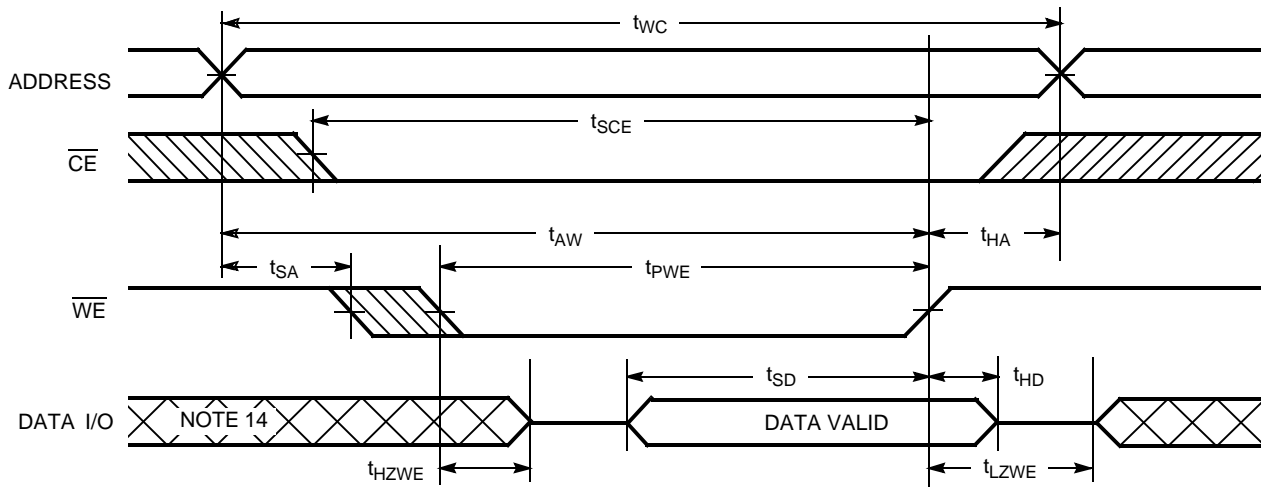 tWC
ADDRESS
tSCE
CE
tAW
tHA
tSA
tPWE
WE
tSD
tHD
DATA I/O
NOTE 14
DATA VALID
tHZWE
tLZWE